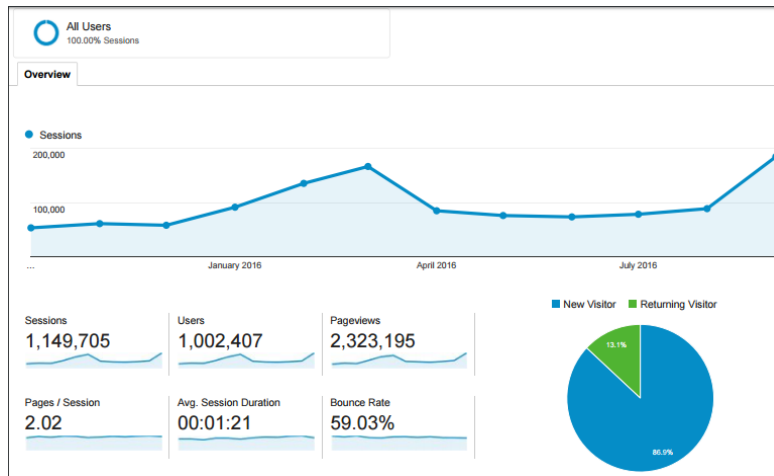 All Users
100.00% Sessions
Overview
Sessions
200,000
100,000
...
January 2016
April 2016
July 2016
New Visitor
Returning Visitor
Sessions
1,149,705
Users
1,002,407
Pageviews
2,323,195
Pages / Session
2.02
Avg. Session Duration
00:01:21
Bounce Rate
59.03%
13.1%
86.9%